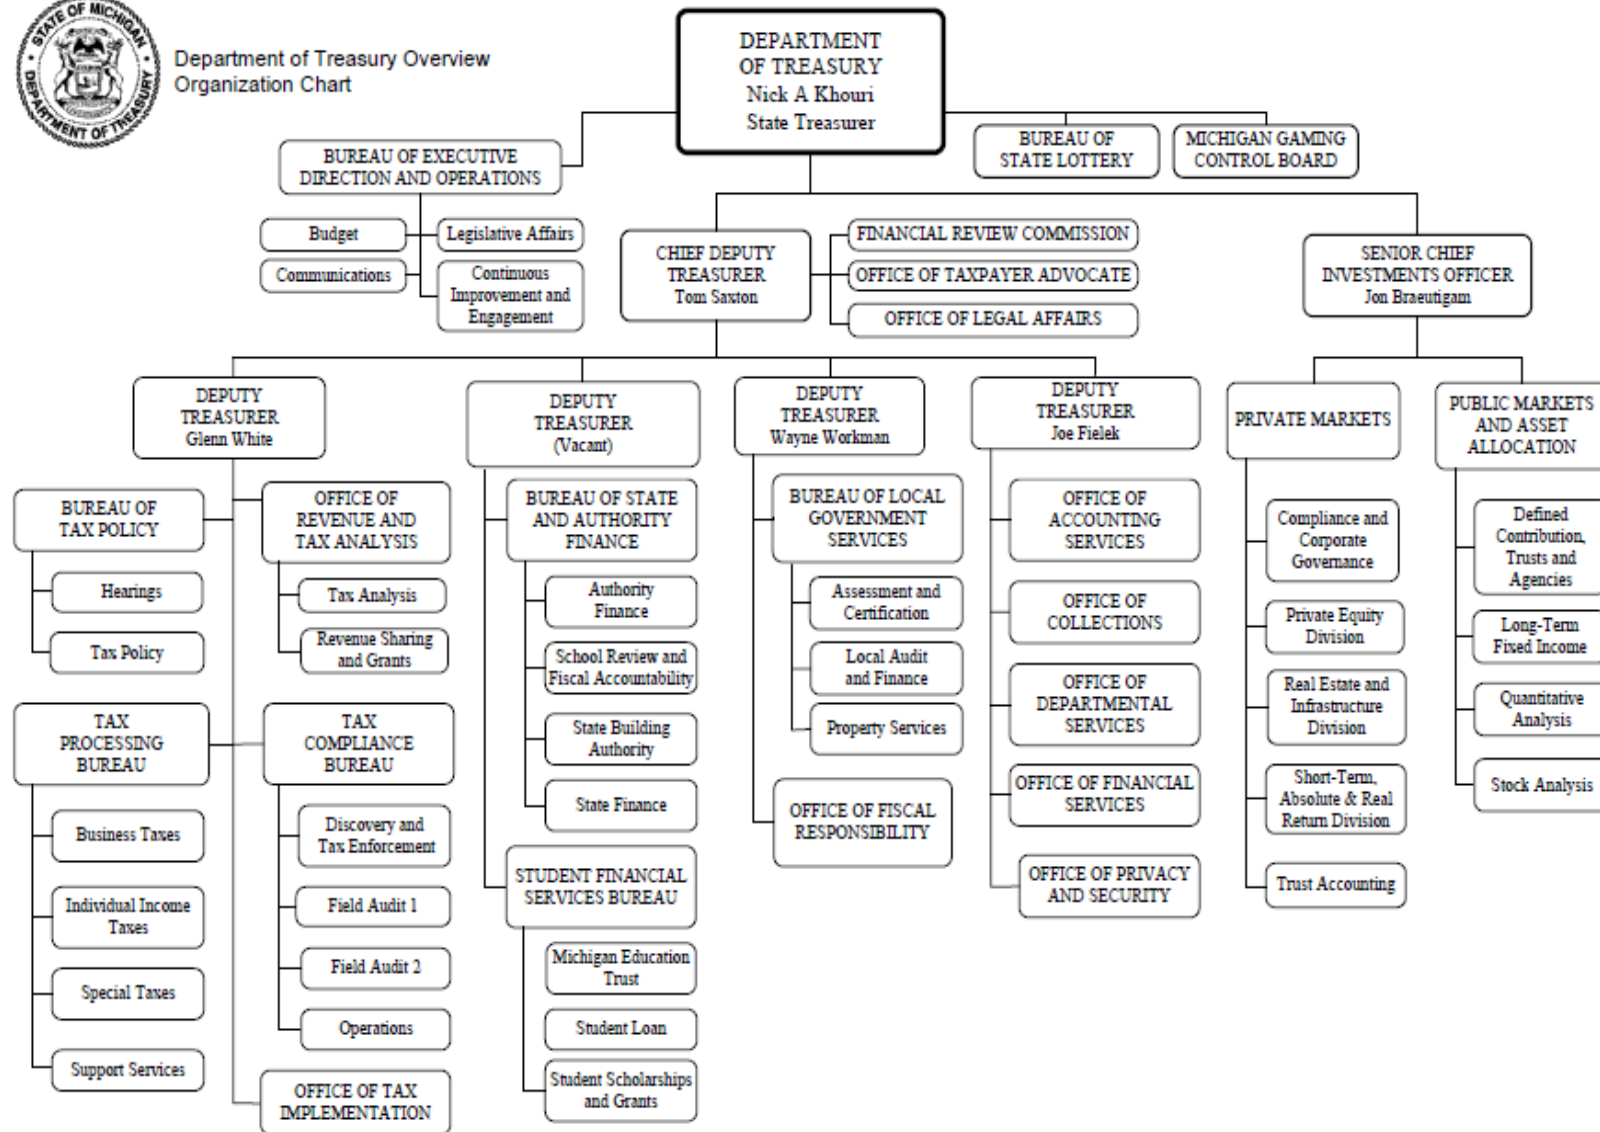 STATE OF MICHIGAN
DEPARTMENT OF TREASURY
Department of Treasury Overview
Organization Chart
DEPARTMENT
OF TREASURY
Nick A Khouri
State Treasurer
BUREAU OF
STATE LOTTERY
MICHIGAN GAMING
CONTROL BOARD
BUREAU OF EXECUTIVE
DIRECTION AND OPERATIONS
Budget
Legislative Affairs
Communications
Continuous
Improvement and
Engagement
CHIEF DEPUTY
TREASURER
Tom Saxton
FINANCIAL REVIEW COMMISSION
OFFICE OF TAXPAYER ADVOCATE
OFFICE OF LEGAL AFFAIRS
SENIOR CHIEF
INVESTMENTS OFFICER
Jon Braeutigam
DEPUTY
TREASURER
Glenn White
BUREAU OF
TAX POLICY
Hearings
Tax Policy
OFFICE OF
REVENUE AND
TAX ANALYSIS
Tax Analysis
Revenue Sharing
and Grants
TAX
PROCESSING
BUREAU
Business Taxes
Individual Income
Taxes
Special Taxes
Support Services
TAX
COMPLIANCE
BUREAU
Discovery and
Tax Enforcement
Field Audit 1
Field Audit 2
Operations
OFFICE OF TAX
IMPLEMENTATION
DEPUTY
TREASURER
(Vacant)
BUREAU OF STATE
AND AUTHORITY
FINANCE
Authority
Finance
School Review and
Fiscal Accountability
State Building
Authority
State Finance
STUDENT FINANCIAL
SERVICES BUREAU
Michigan Education
Trust
Student Loan
Student Scholarships
and Grants
DEPUTY
TREASURER
Wayne Workman
BUREAU OF LOCAL
GOVERNMENT
SERVICES
Assessment and
Certification
Local Audit
and Finance
Property Services
OFFICE OF FISCAL
RESPONSIBILITY
DEPUTY
TREASURER
Joe Fielek
OFFICE OF
ACCOUNTING
SERVICES
OFFICE OF
COLLECTIONS
OFFICE OF
DEPARTMENTAL
SERVICES
OFFICE OF FINANCIAL
SERVICES
OFFICE OF PRIVACY
AND SECURITY
PRIVATE MARKETS
Compliance and
Corporate
Governance
Private Equity
Division
Real Estate and
Infrastructure
Division
Short-Term,
Absolute & Real
Return Division
Trust Accounting
PUBLIC MARKETS
AND ASSET
ALLOCATION
Defined
Contribution,
Trusts and
Agencies
Long-Term
Fixed Income
Quantitative
Analysis
Stock Analysis